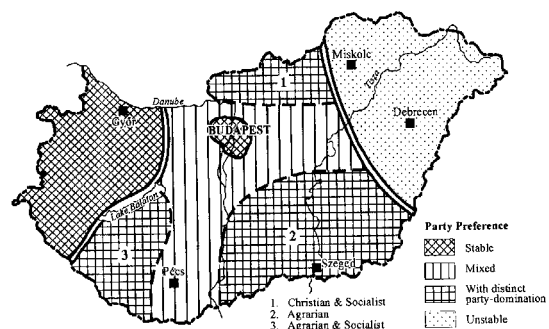 Miskolc
1
Tisza
Danube
Győr
Debrecen
BUDAPEST
Lake Balaton
Party Preference
Stable
3
2
Mixed
Pécs
Szeged
With distinct
party-domination
1. Christian & Socialist
2. Agrarian
3. Agrarian & Socialist
Unstable